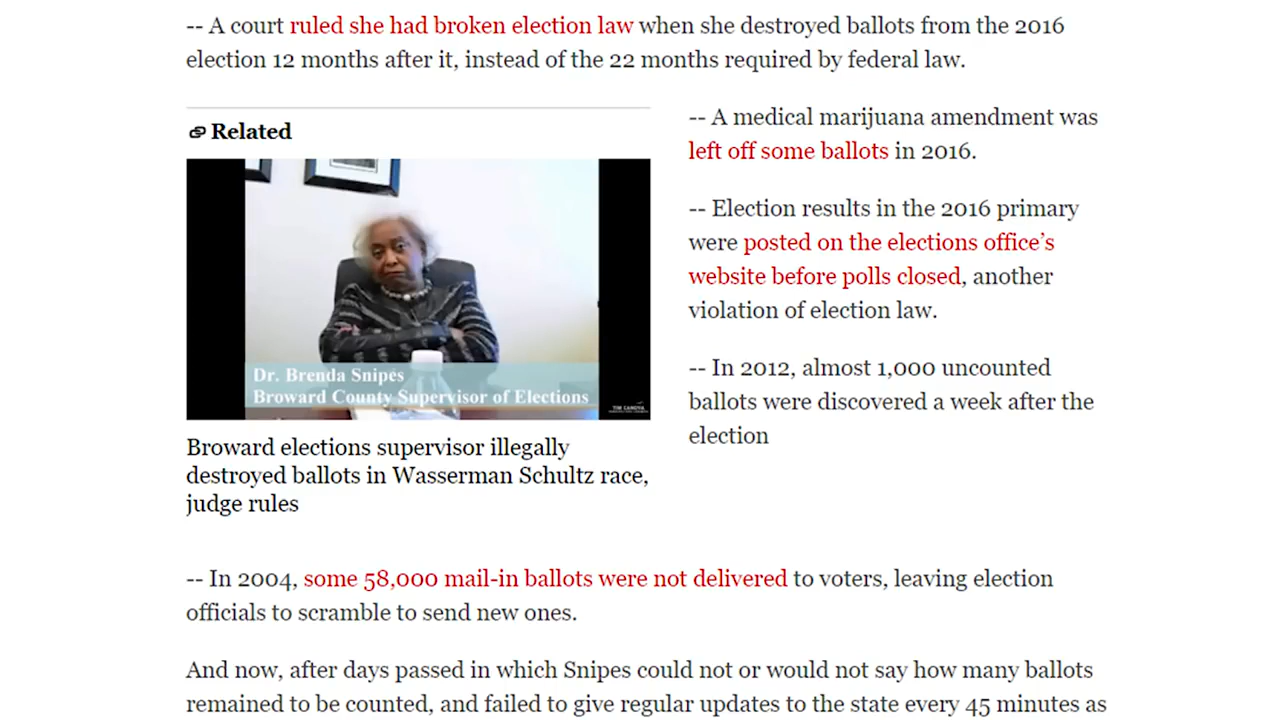 -- A court ruled she had broken election law when she destroyed ballots from the 2016
election 12 months after it, instead of the 22 months required by federal law.
Related
Dr. Brenda Snipes
Broward County Supervisor of Elections
TIM CANOVA
Broward elections supervisor illegally
destroyed ballots in Wasserman Schultz race,
judge rules
-- A medical marijuana amendment was
left off some ballots in 2016.
-- Election results in the 2016 primary
were posted on the elections office’s
website before polls closed, another
violation of election law.
-- In 2012, almost 1,000 uncounted
ballots were discovered a week after the
election
-- In 2004, some 58,000 mail-in ballots were not delivered to voters, leaving election
officials to scramble to send new ones.
And now, after days passed in which Snipes could not or would not say how many ballots
remained to be counted, and failed to give regular updates to the state every 45 minutes as